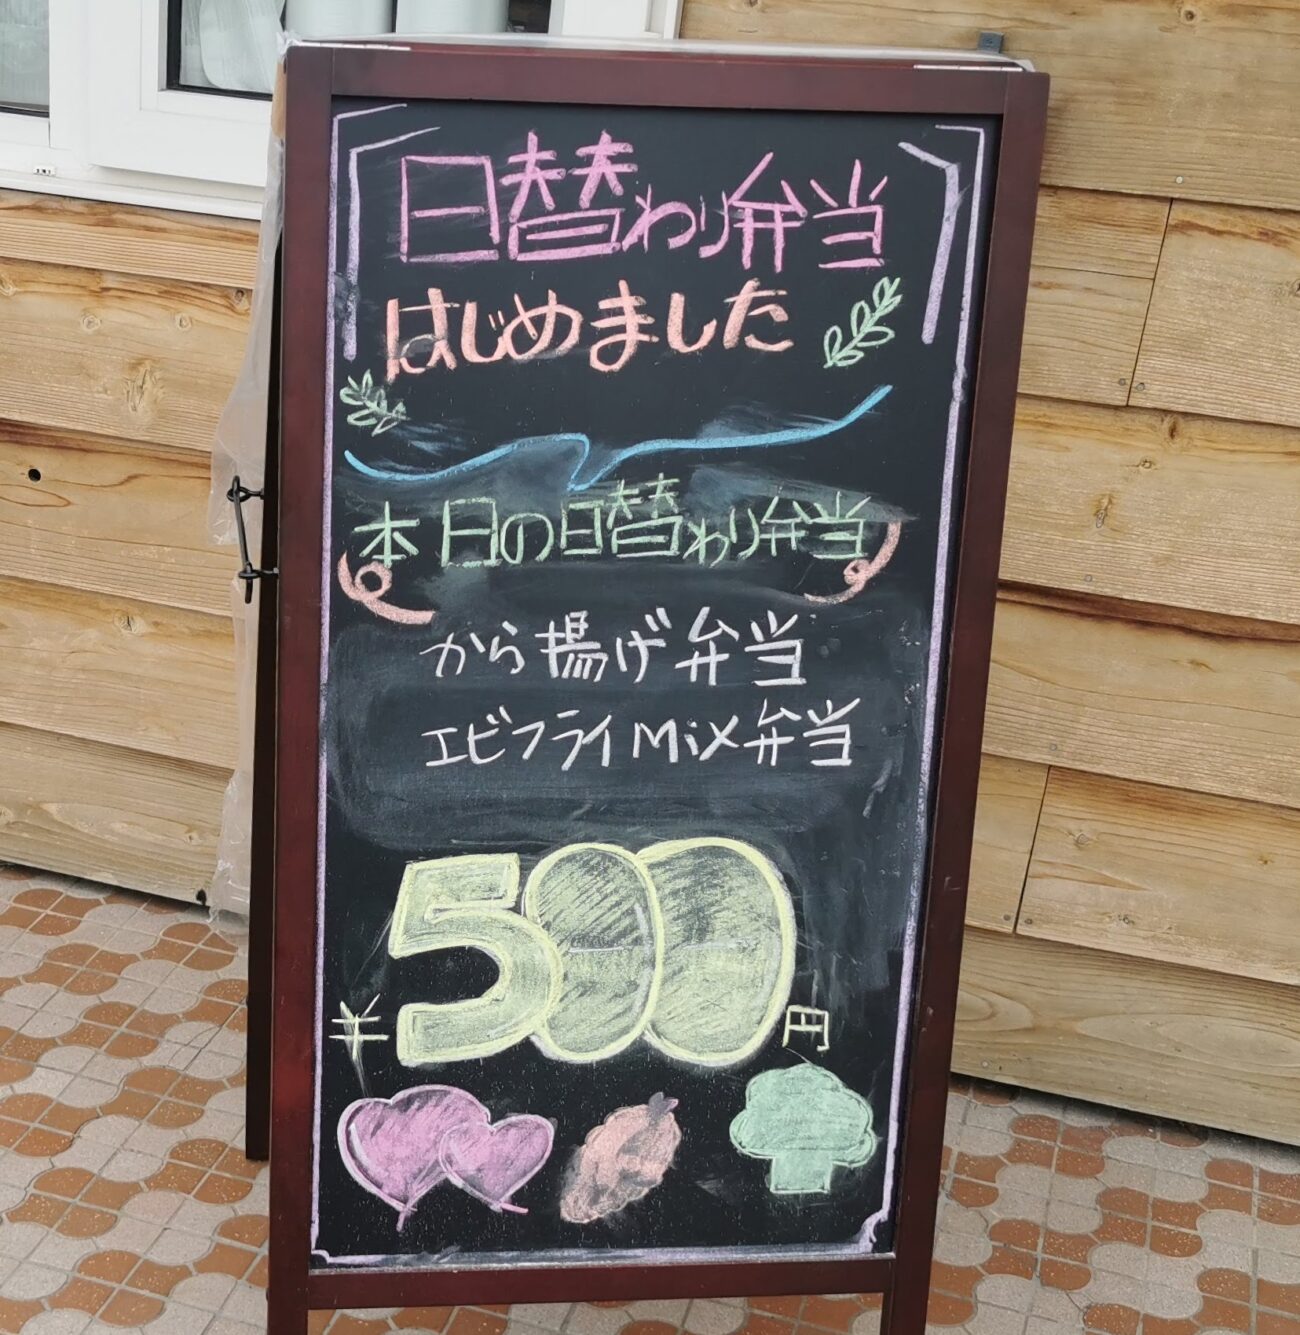 日替わり弁当
はじめました
本日の日替わり弁当
から揚げ弁当
エビフライMiX弁当
¥500円